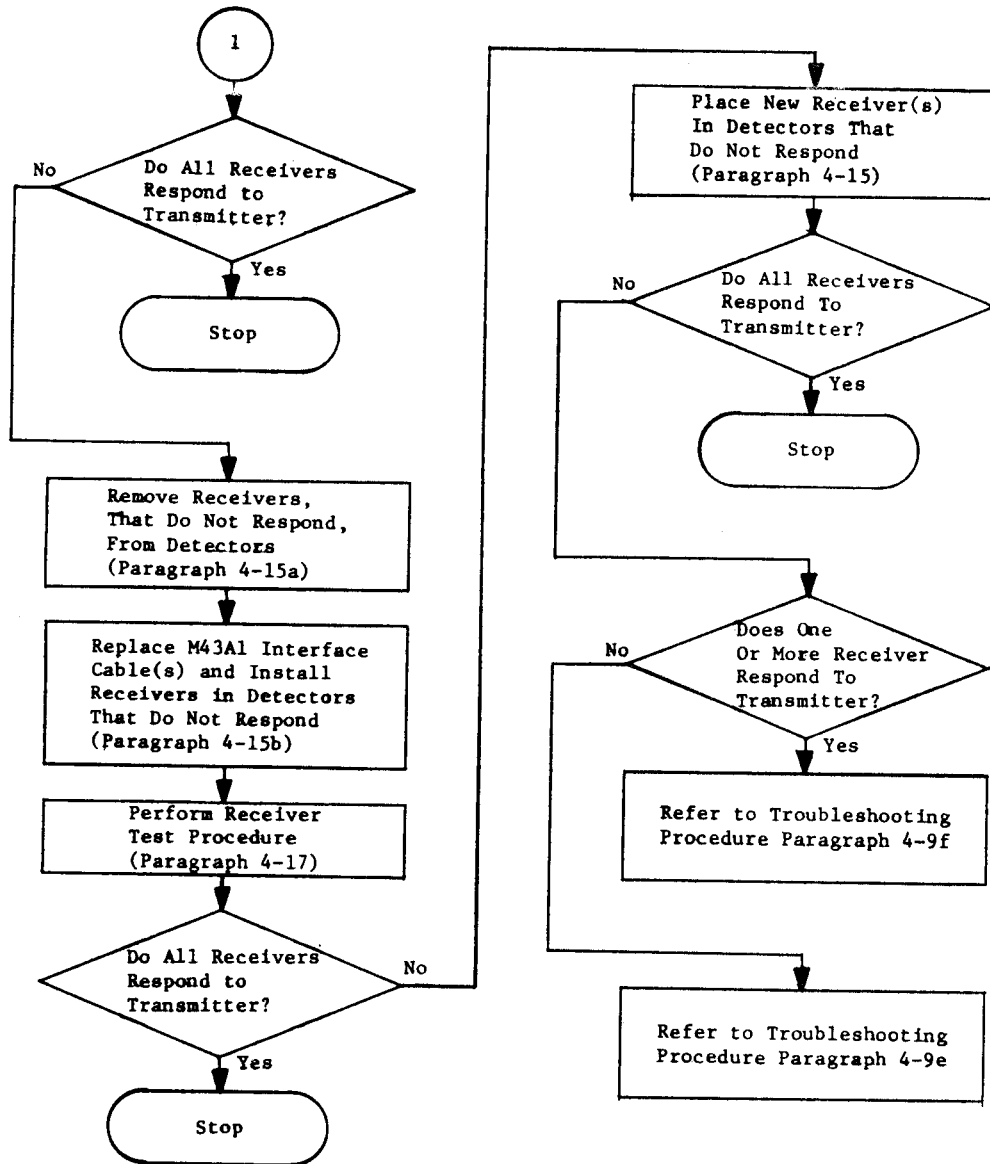 1
Do All Receivers
Respond to
Transmitter?
No
Yes
Stop
Remove Receivers,
That Do Not Respond,
From Detectors
(Paragraph 4-15a)
Replace M43A1 Interface
Cable(s) and Install
Receivers in Detectors
That Do Not Respond
(Paragraph 4-15b)
Perform Receiver
Test Procedure
(Paragraph 4-17)
Do All Receivers
Respond to
Transmitter?
No
Yes
Stop
Place New Receiver(s)
In Detectors That
Do Not Respond
(Paragraph 4-15)
Do All Receivers
Respond To
Transmitter?
No
Yes
Stop
Does One
Or More Receiver
Respond To
Transmitter?
No
Yes
Refer to Troubleshooting
Procedure Paragraph 4-9f
Refer to Troubleshooting
Procedure Paragraph 4-9e